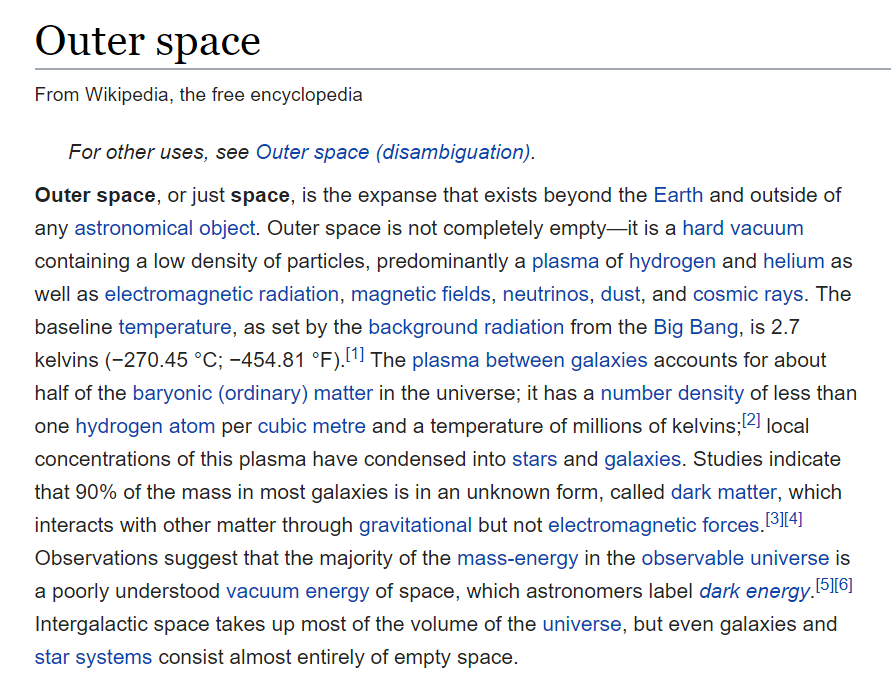 Outer space
From Wikipedia, the free encyclopedia
For other uses, see Outer space (disambiguation).
Outer space, or just space, is the expanse that exists beyond the Earth and outside of
any astronomical object. Outer space is not completely empty—it is a hard vacuum
containing a low density of particles, predominantly a plasma of hydrogen and helium as
well as electromagnetic radiation, magnetic fields, neutrinos, dust, and cosmic rays. The
baseline temperature, as set by the background radiation from the Big Bang, is 2.7
kelvins (−270.45 °C; −454.81 °F).[1] The plasma between galaxies accounts for about
half of the baryonic (ordinary) matter in the universe; it has a number density of less than
one hydrogen atom per cubic metre and a temperature of millions of kelvins;[2] local
concentrations of this plasma have condensed into stars and galaxies. Studies indicate
that 90% of the mass in most galaxies is in an unknown form, called dark matter, which
interacts with other matter through gravitational but not electromagnetic forces.[3][4]
Observations suggest that the majority of the mass-energy in the observable universe is
a poorly understood vacuum energy of space, which astronomers label dark energy.[5][6]
Intergalactic space takes up most of the volume of the universe, but even galaxies and
star systems consist almost entirely of empty space.